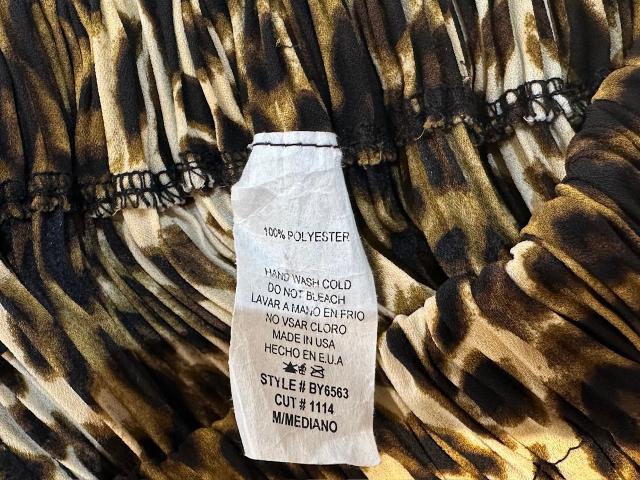 100% POLYESTER
HAND WASH COLD
DO NOT BLEACH
LAVAR A MANO EN FRIO
NO VSAR CLORO
MADE IN USA
HECHO EN E.U.A
STYLE # BY6563
CUT # 1114
M/MEDIANO